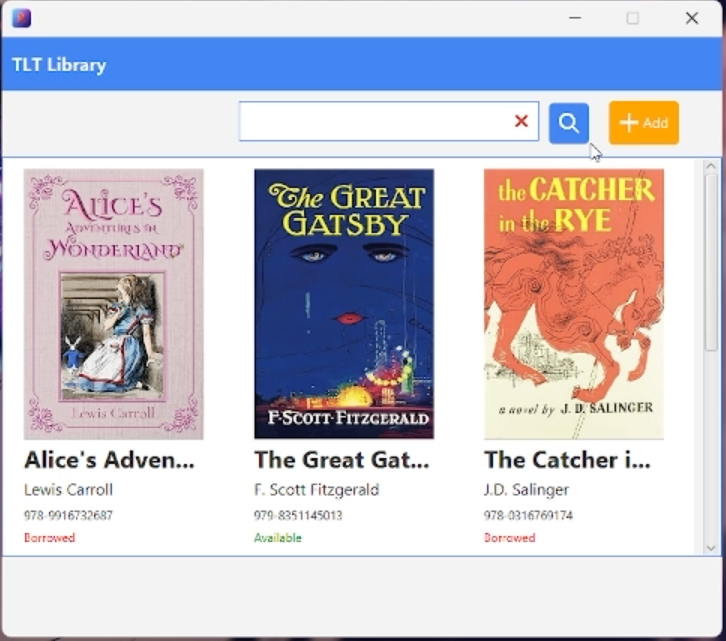 TLT Library
Add
ALICE'S
ADVENTURES IN
WONDERLAND
Lewis Carroll
The GREAT
GATSBY
F·SCOTT·FITZGERALD
the CATCHER
in the RYE
a novel by J. D. SALINGER
Alice's Adven...
The Great Gat...
The Catcher i...
Lewis Carroll
F. Scott Fitzgerald
J.D. Salinger
978-9916732687
979-8351145013
978-0316769174
Borrowed
Available
Borrowed